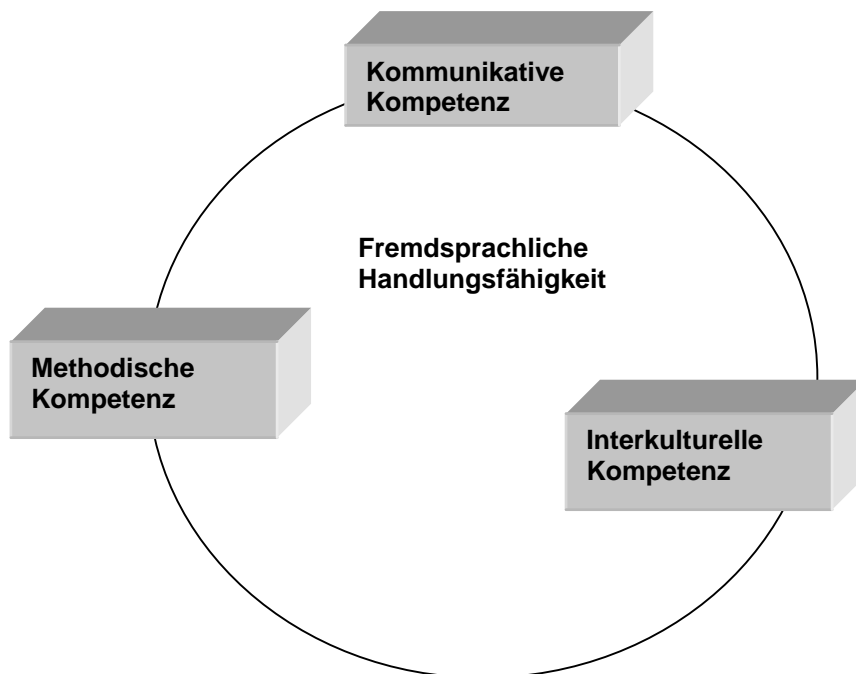 Kommunikative
Kompetenz
Fremdsprachliche
Handlungsfähigkeit
Methodische
Kompetenz
Interkulturelle
Kompetenz